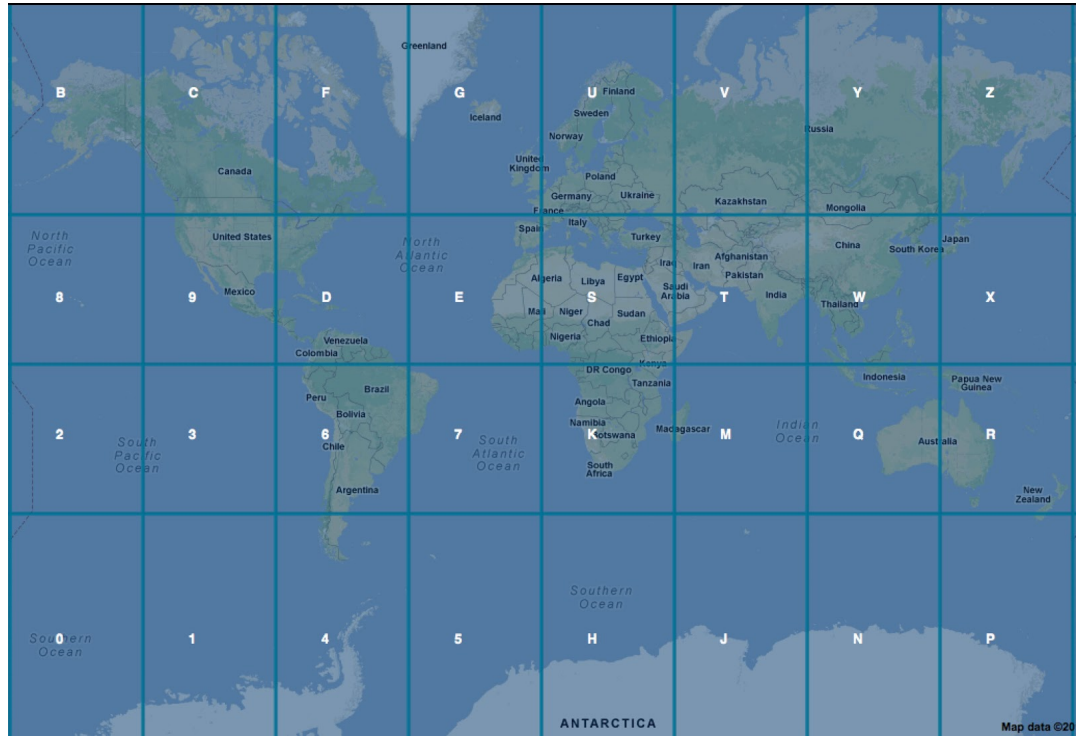 Greenland
B C F G U V Y Z
Finland
Iceland
Sweden
Russia
Norway
United
Kingdom
Canada
Poland
Germany
Ukraine
Kazakhstan
Mongolia
France
North
Pacific
Ocean
United States
North
Atlantic
Ocean
Spain
Italy
Turkey
China
South Korea
Japan
Iraq
Iran
Afghanistan
Pakistan
Algeria
Libya
Egypt
Saudi
Arabia
India
8 9 D E S T W X
Mexico
Mali
Niger
Chad
Sudan
Thailand
Venezuela
Colombia
Nigeria
Ethiopia
Kenya
DR Congo
Tanzania
Indonesia
Papua New
Guinea
Peru
Brazil
Bolivia
Angola
Namibia
Botswana
Madagascar
Indian
Ocean
2 3 6 7 K M Q R
South
Pacific
Ocean
Chile
South
Atlantic
Ocean
Australia
South
Africa
Argentina
New
Zealand
Southern
Ocean
0 1 4 5 H J N P
Southern
Ocean
ANTARCTICA
Map data ©20